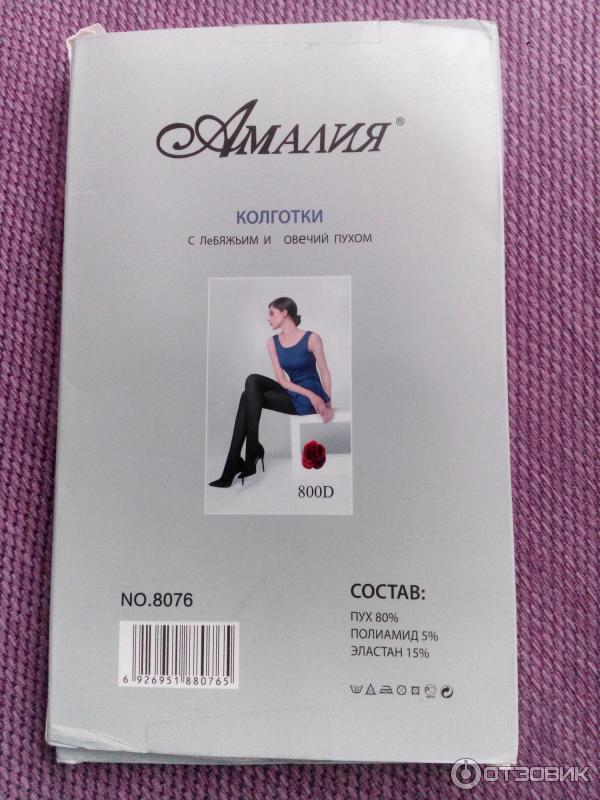 АМАЛИЯ®
КОЛГОТКИ
С ЛеБЯЖЬИМ И ОВЕЧИЙ ПУХОМ
800D
NO.8076
6 926951 880765
СОСТАВ:
ПУХ 80%
ПОЛИАМИД 5%
ЭЛАСТАН 15%
ОТЗОВИК